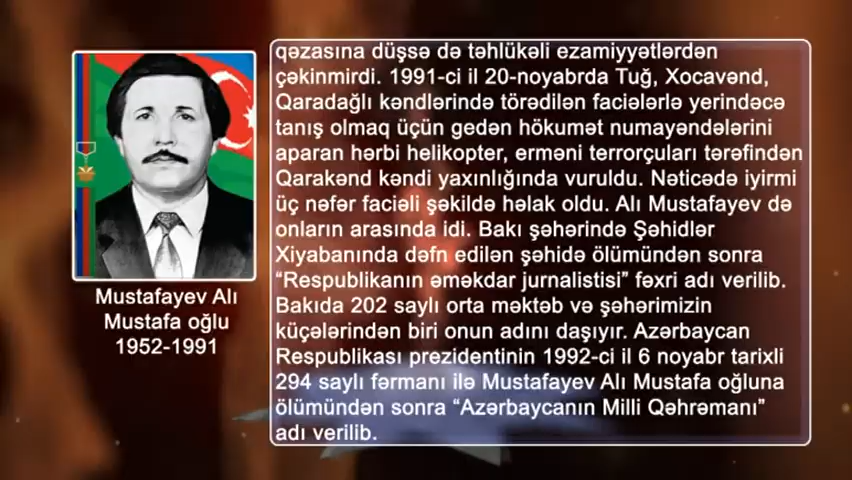 qəzasına düşsə də təhlükəli ezamiyyətlərdən
çəkinmirdi. 1991-ci il 20-noyabrda Tuğ, Xocavənd,
Qaradağlı kəndlərində törədilən faciələrlə yerindəcə
tanış olmaq üçün gedən hökumət numayəndələrini
aparan hərbi helikopter, erməni terrorçuları tərəfindən
Qarakənd kəndi yaxınlığında vuruldu. Nəticədə iyirmi
üç nəfər faciəli şəkildə həlak oldu. Alı Mustafayev də
onların arasında idi. Bakı şəhərində Şəhidlər
Xiyabanında dəfn edilən şəhidə ölümündən sonra
“Respublikanın əməkdar jurnalistisi” fəxri adı verilib.
Bakıda 202 saylı orta məktəb və şəhərimizin
küçələrindən biri onun adını daşıyır. Azərbaycan
Respublikası prezidentinin 1992-ci il 6 noyabr tarixli
294 saylı fərmanı ilə Mustafayev Alı Mustafa oğluna
ölümündən sonra “Azərbaycanın Milli Qəhrəmanı”
adı verilib.
Mustafayev Alı
Mustafa oğlu
1952-1991